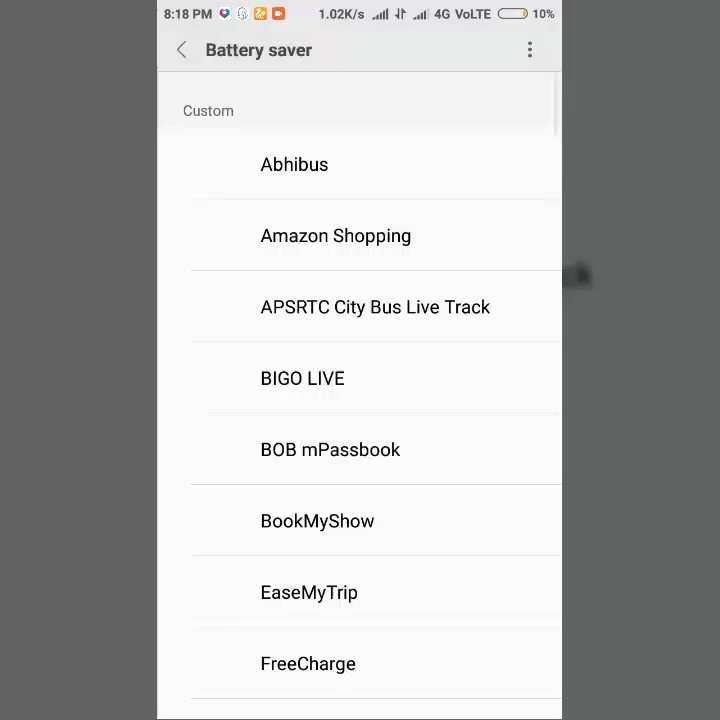 8:18 PM 1.02K/s 4G VoLTE 10%
Battery saver
Custom
Abhibus
Amazon Shopping
APSRTC City Bus Live Track
BIGO LIVE
BOB mPassbook
BookMyShow
EaseMyTrip
FreeCharge